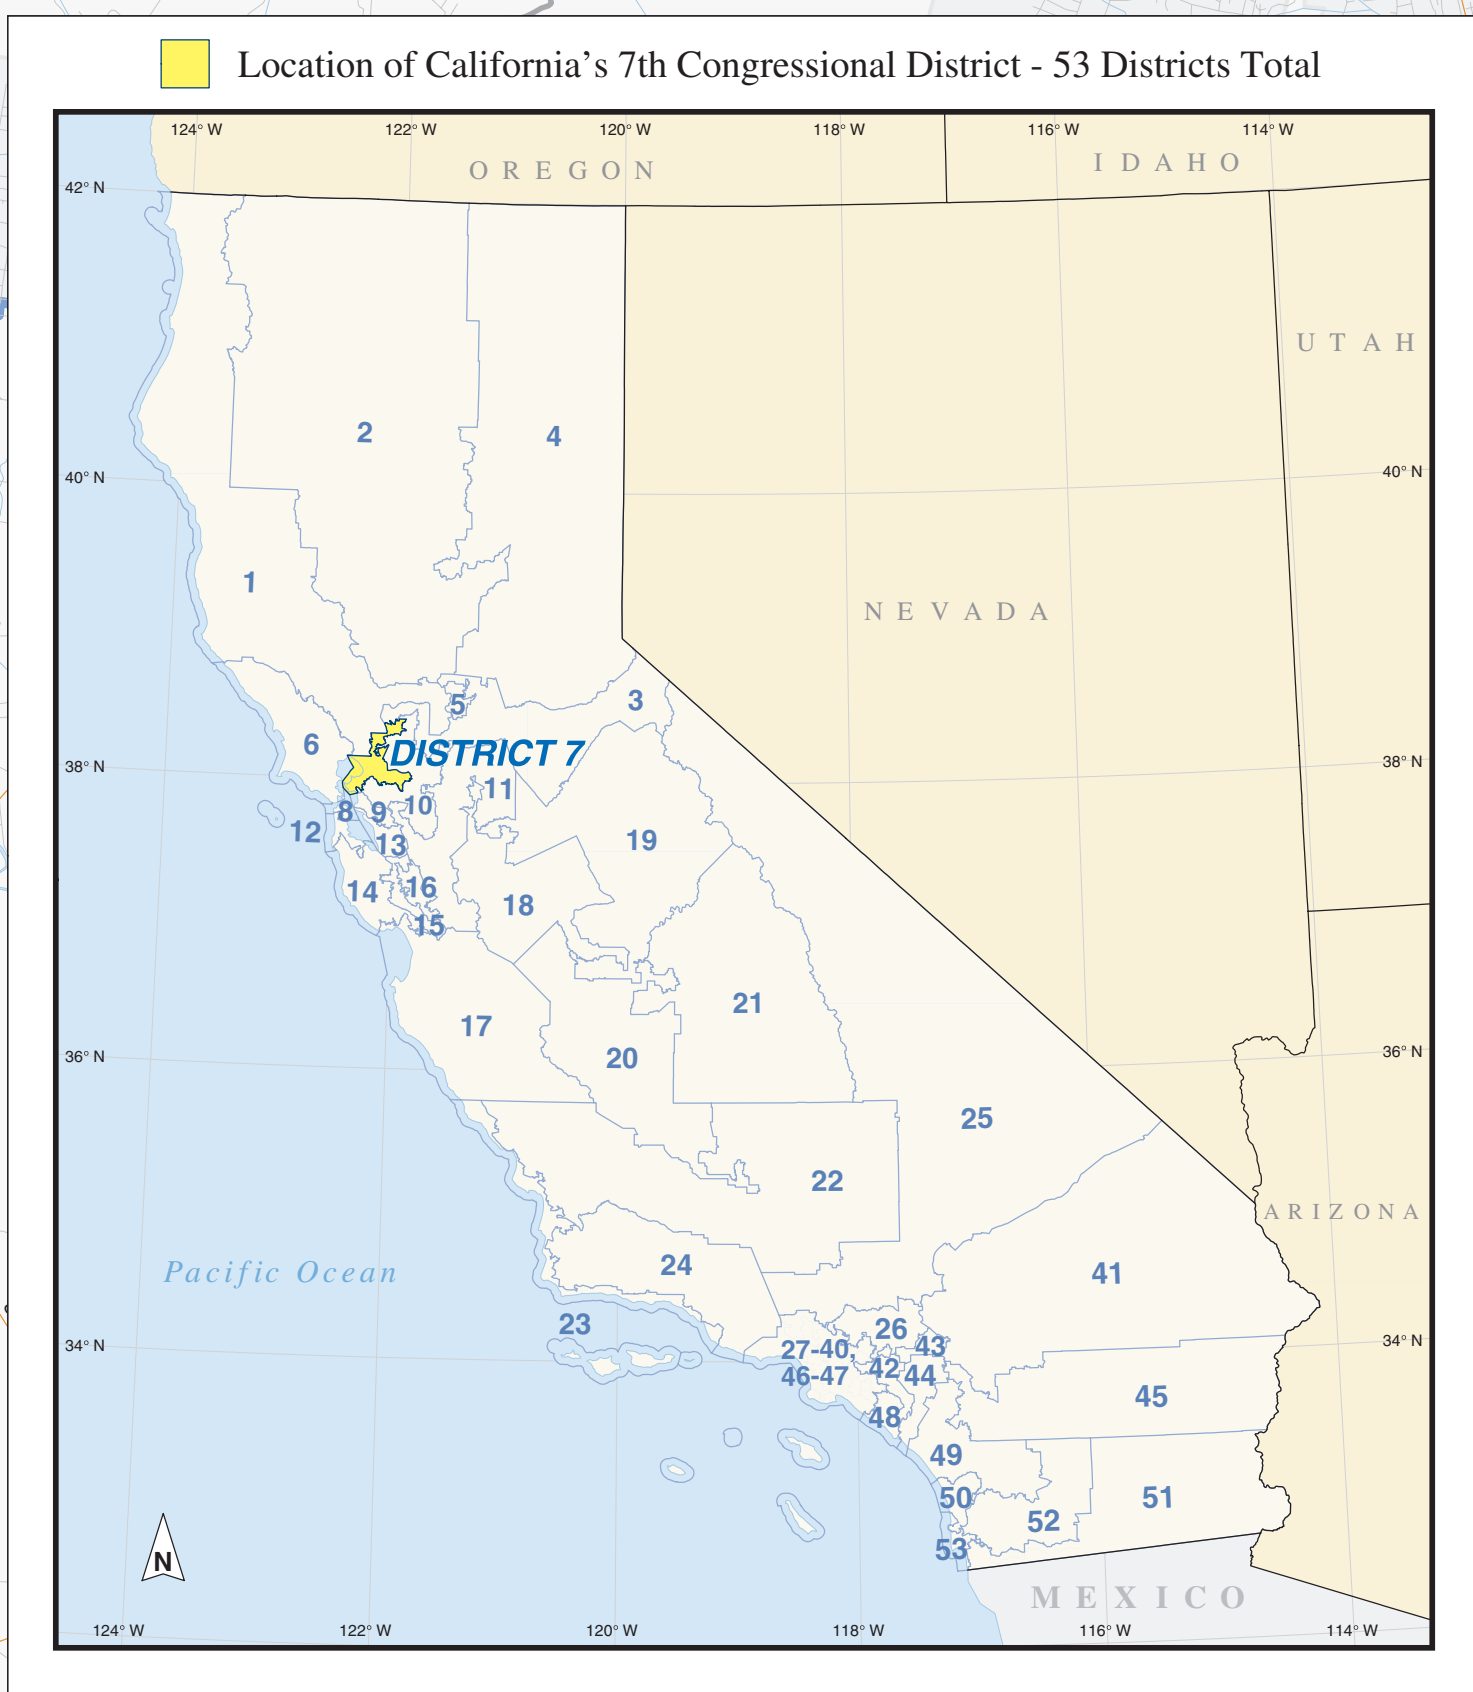 Location of California's 7th Congressional District - 53 Districts Total
124° W 122° W 120° W 118° W 116° W 114° W
OREGON IDAHO
42° N
UTAH
2 4
40° N 40° N
1
NEVADA
5 3
6 DISTRICT 7
38° N 38° N
11
8 9 10
12 13 19
14 16 18
15
21
17
20
36° N 36° N
25
22
ARIZONA
Pacific Ocean 24 41
23 26
34° N 27-40, 43 34° N
46-47 42 44
45
48
49
50 51
52
53
N
MEXICO
124° W 122° W 120° W 118° W 116° W 114° W